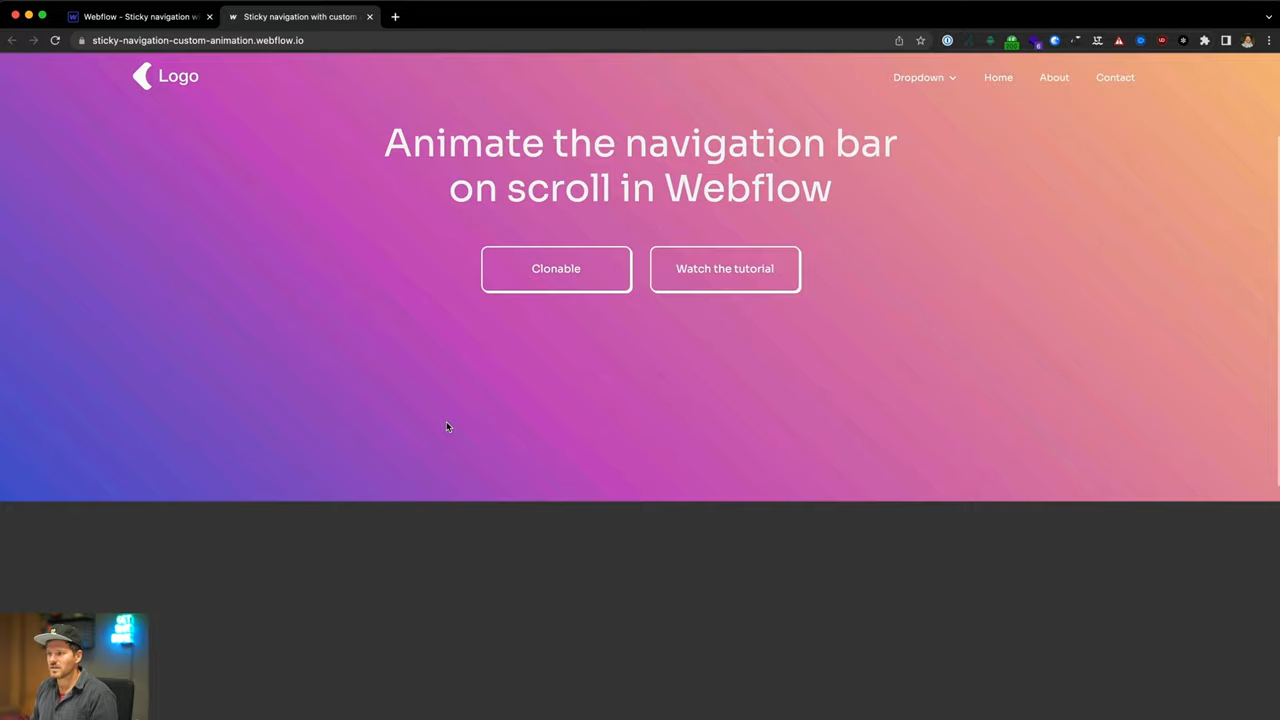 Webflow - Sticky navigation w
Sticky navigation with custom
sticky-navigation-custom-animation.webflow.io
Logo
Dropdown
Home
About
Contact
Animate the navigation bar
on scroll in Webflow
Clonable
Watch the tutorial